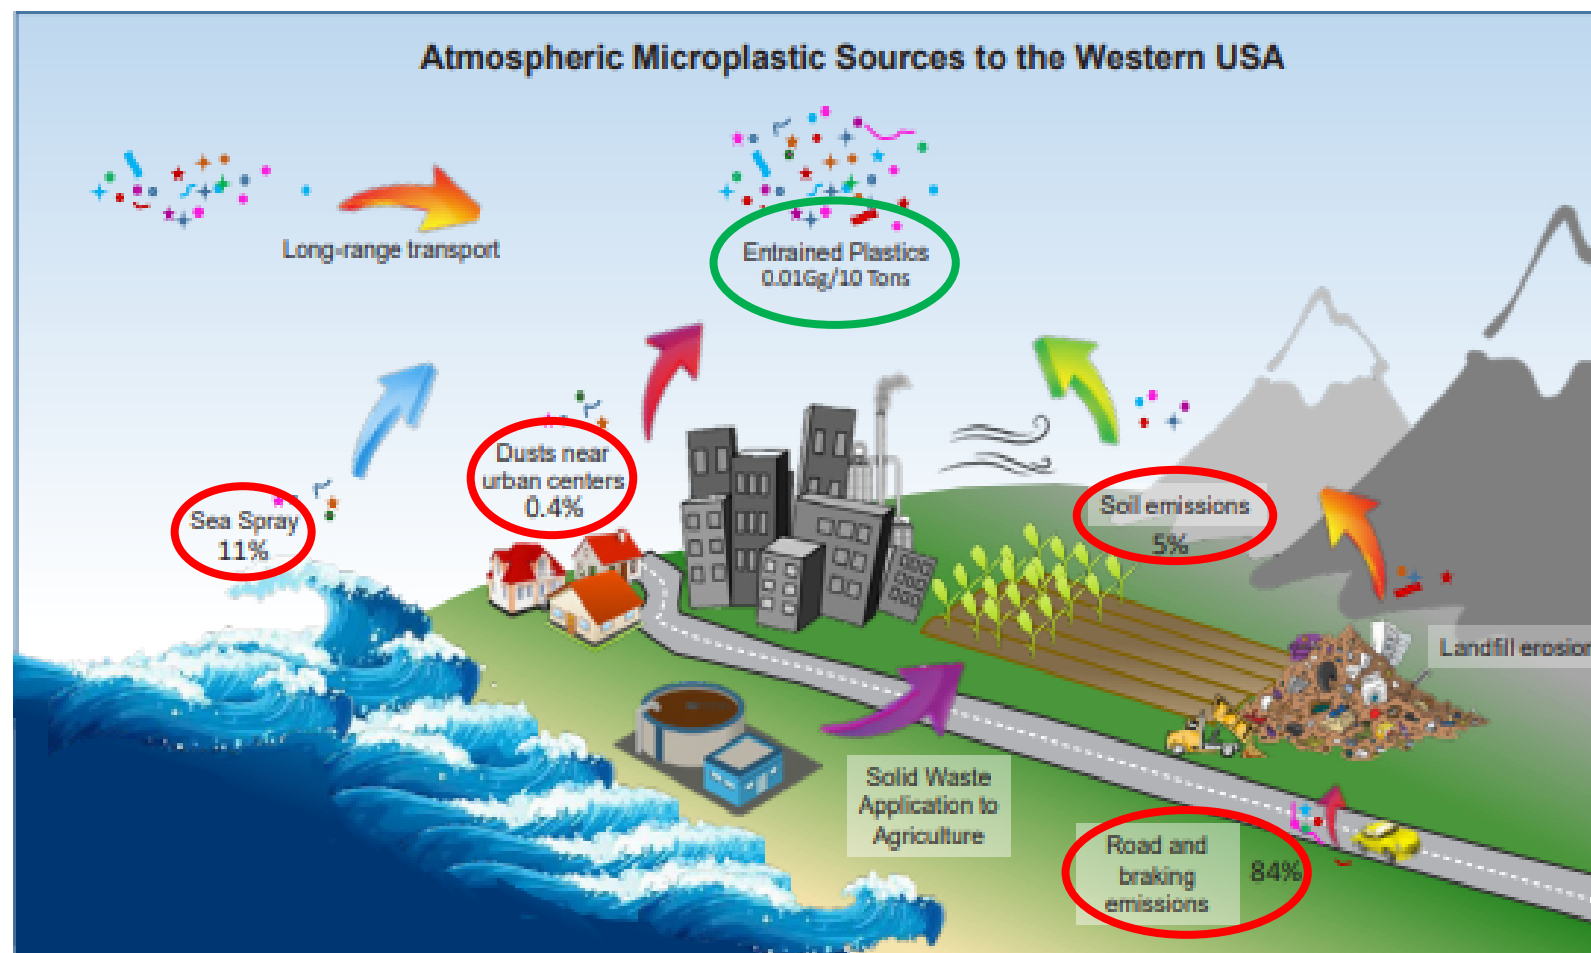 Atmospheric Microplastic Sources to the Western USA
Long-range transport
Entrained Plastics
0.01Gg/10 Tons
Dusts near
urban centers
0.4%
Sea Spray
11%
Soil emissions
5%
Landfill erosion
Solid Waste
Application to
Agriculture
Road and
braking
emissions
84%